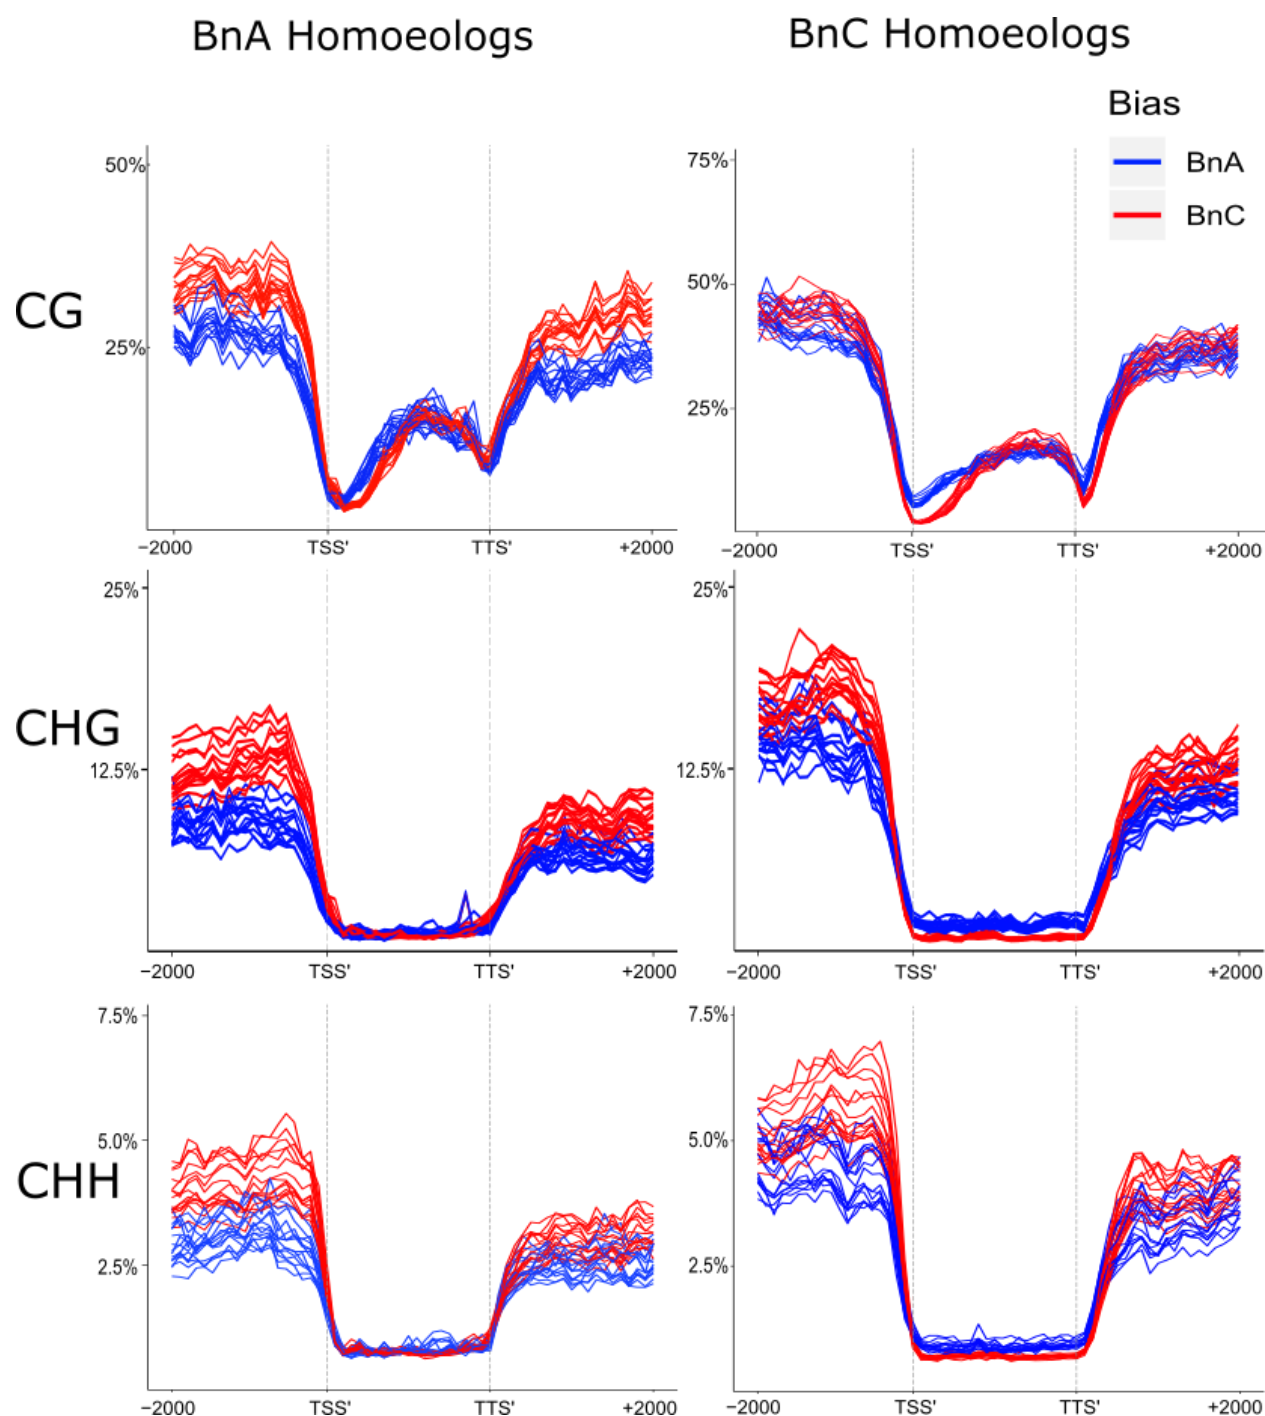 BnA Homoeologs
BnC Homoeologs
Bias
BnA
BnC
CG
50%
25%
−2000 TSS' TTS' +2000
75%
50%
25%
−2000 TSS' TTS' +2000
CHG
25%
12.5%
−2000 TSS' TTS' +2000
25%
12.5%
−2000 TSS' TTS' +2000
CHH
7.5%
5.0%
2.5%
−2000 TSS' TTS' +2000
7.5%
5.0%
2.5%
−2000 TSS' TTS' +2000